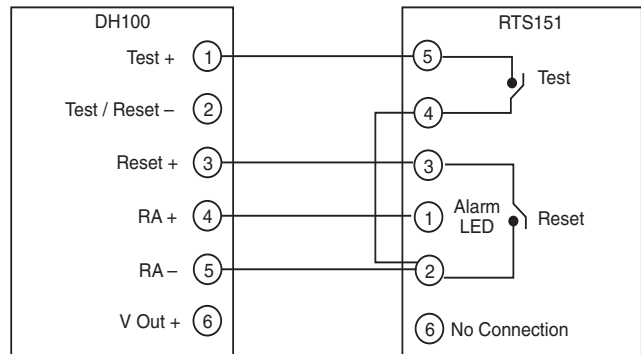 DH100
RTS151
Test + 1
5
Test
Test / Reset – 2
4
Reset + 3
3
RA + 4
1 Alarm LED
Reset
RA – 5
2
V Out + 6
6 No Connection